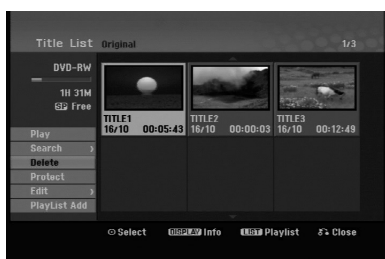 Title List Original 1/3
DVD-RW
1H 31M
SP Free
TITLE1 TITLE2 TITLE3
16/10 00:05:43 16/10 00:00:03 16/10 00:12:49
Play
Search
Delete
Protect
Edit
PlayList Add
Select DISPLAY Info LIST Playlist Close